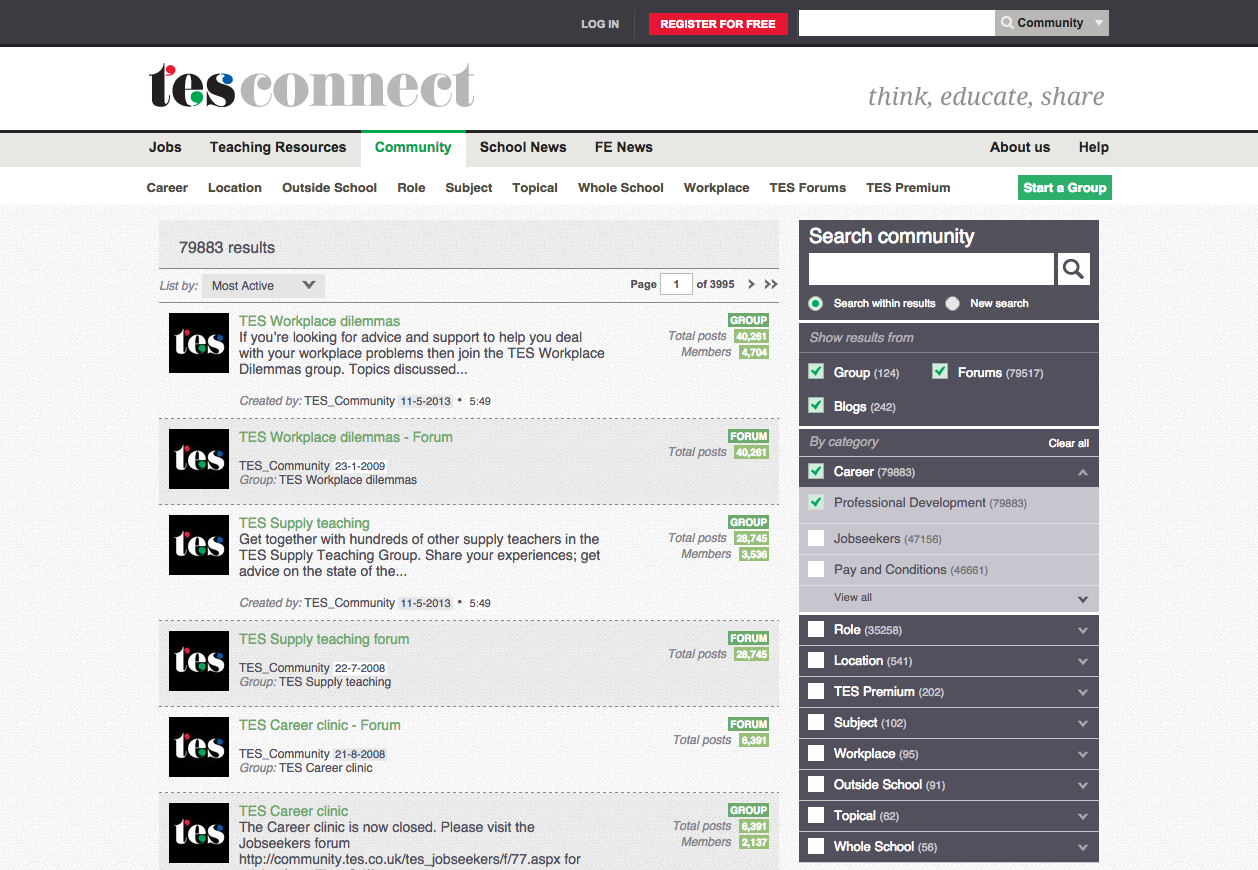 LOG IN
REGISTER FOR FREE
Community
tes connect
think, educate, share
Jobs
Teaching Resources
Community
School News
FE News
About us
Help
Career
Location
Outside School
Role
Subject
Topical
Whole School
Workplace
TES Forums
TES Premium
Start a Group
79883 results
List by: Most Active
Page 1 of 3995
tes
TES Workplace dilemmas
If you're looking for advice and support to help you deal
with your workplace problems then join the TES Workplace
Dilemmas group. Topics discussed...
Created by: TES_Community 11-5-2013 • 5:49
GROUP
Total posts 40,261
Members 4,704
tes
TES Workplace dilemmas - Forum
TES_Community 23-1-2009
Group: TES Workplace dilemmas
FORUM
Total posts 40,261
tes
TES Supply teaching
Get together with hundreds of other supply teachers in the
TES Supply Teaching Group. Share your experiences; get
advice on the state of the...
Created by: TES_Community 11-5-2013 • 5:49
GROUP
Total posts 28,745
Members 3,536
tes
TES Supply teaching forum
TES_Community 22-7-2008
Group: TES Supply teaching
FORUM
Total posts 28,745
tes
TES Career clinic - Forum
TES_Community 21-8-2008
Group: TES Career clinic
FORUM
Total posts 6,391
tes
TES Career clinic
The Career clinic is now closed. Please visit the
Jobseekers forum
http://community.tes.co.uk/tes_jobseekers/f/77.aspx for
GROUP
Total posts 6,391
Members 2,137
Search community
Search within results
New search
Show results from
Group (124)
Forums (79517)
Blogs (242)
By category
Clear all
Career (79883)
Professional Development (79883)
Jobseekers (47156)
Pay and Conditions (46661)
View all
Role (35258)
Location (541)
TES Premium (202)
Subject (102)
Workplace (95)
Outside School (91)
Topical (62)
Whole School (56)